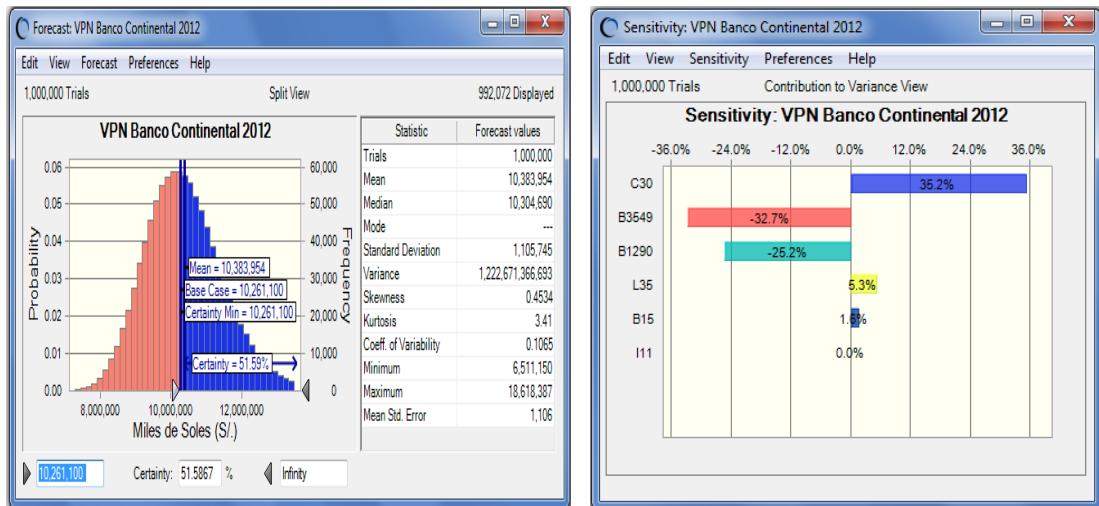 Forecast: VPN Banco Continental 2012
Edit View Forecast Preferences Help
1,000,000 Trials Split View 992,072 Displayed
VPN Banco Continental 2012
0.06
0.05
0.04
0.03
0.02
0.01
0.00
Probability
60,000
50,000
40,000
30,000
20,000
10,000
0
Frequency
Mean = 10,383,954
Base Case = 10,261,100
Certainty Min = 10,261,100
Certainty = 51.59%
8,000,000 10,000,000 12,000,000
Miles de Soles (S/.)
Statistic Forecast values
Trials 1,000,000
Mean 10,383,954
Median 10,304,690
Mode ---
Standard Deviation 1,105,745
Variance 1,222,671,366,693
Skewness 0.4534
Kurtosis 3.41
Coeff. of Variability 0.1065
Minimum 6,511,150
Maximum 18,618,387
Mean Std. Error 1,106
10,261,100 Certainty: 51.5867 % Infinity
Sensitivity: VPN Banco Continental 2012
Edit View Sensitivity Preferences Help
1,000,000 Trials Contribution to Variance View
Sensitivity: VPN Banco Continental 2012
-36.0% -24.0% -12.0% 0.0% 12.0% 24.0% 36.0%
C30 35.2%
B3549 -32.7%
B1290 -25.2%
L35 5.3%
B15 1.6%
I11 0.0%